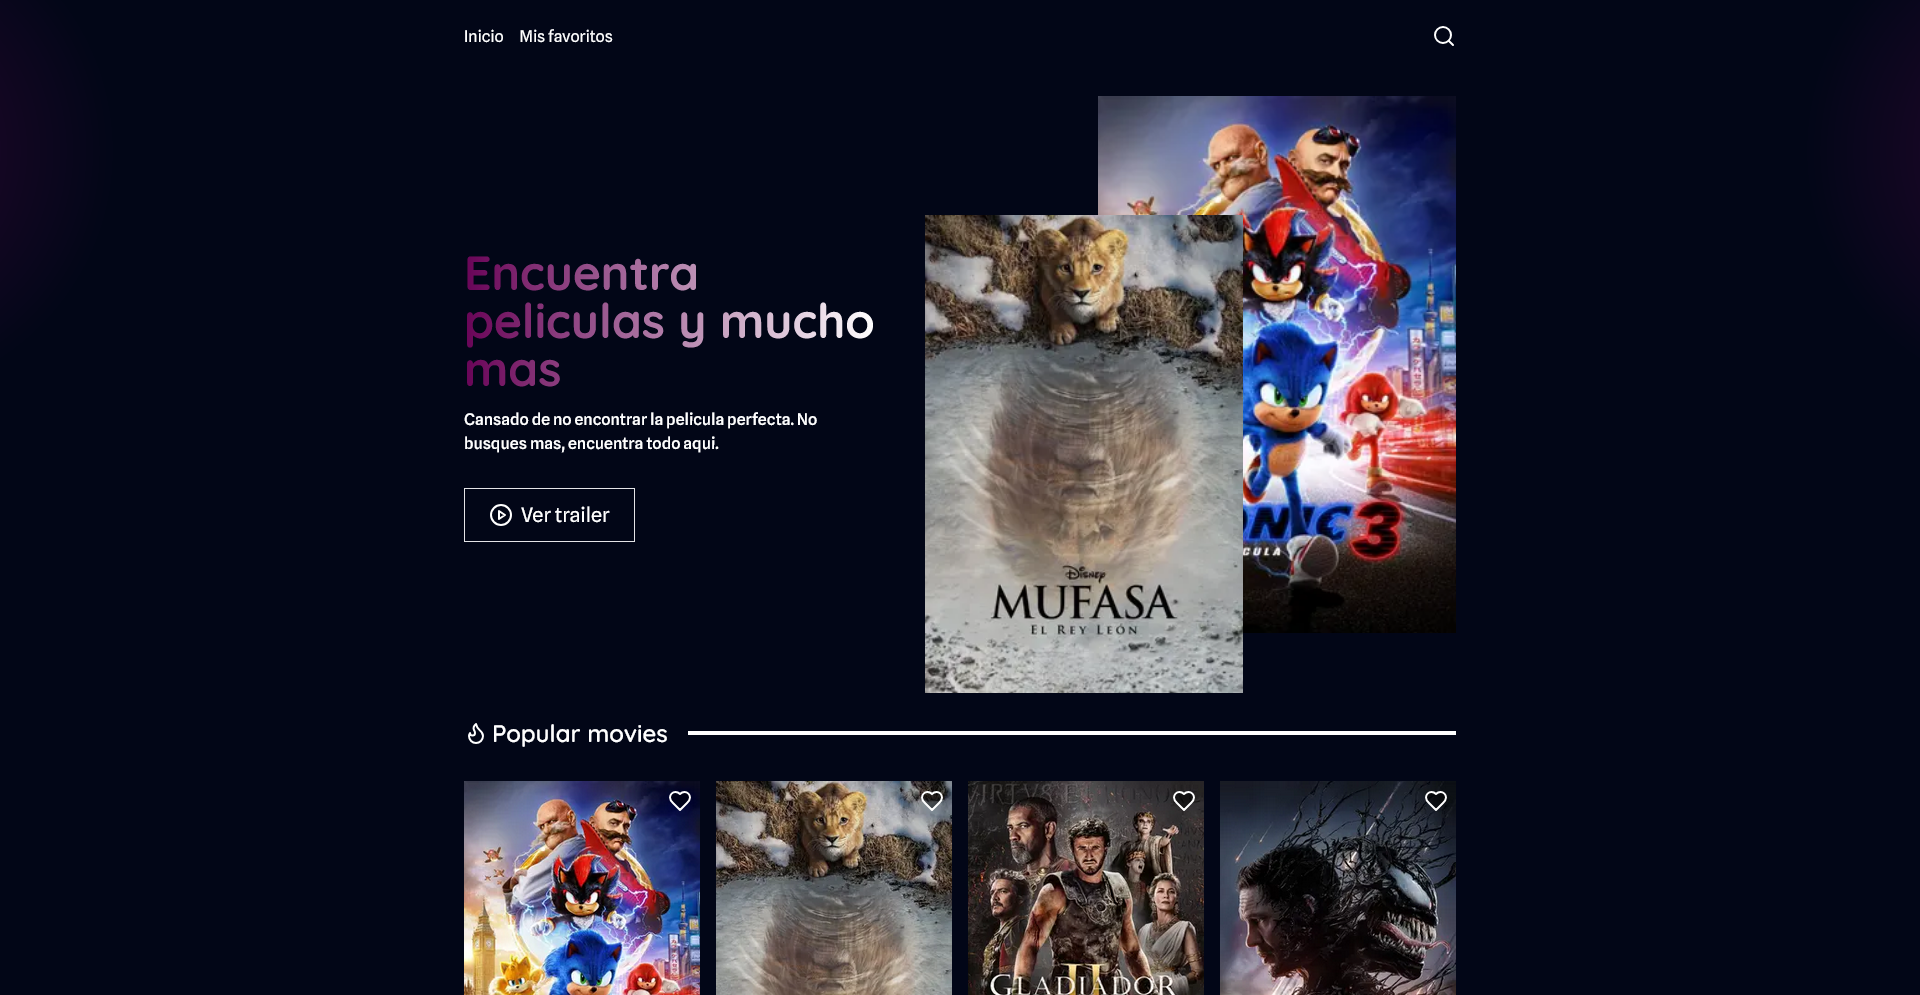 Inicio Mis favoritos
Encuentra
peliculas y mucho
mas
Cansado de no encontrar la pelicula perfecta. No
busques mas, encuentra todo aqui.
Ver trailer
Disney
MUFASA
EL REY LEÓN
ONIC 3
CULA
Popular movies
II
GLADIADOR